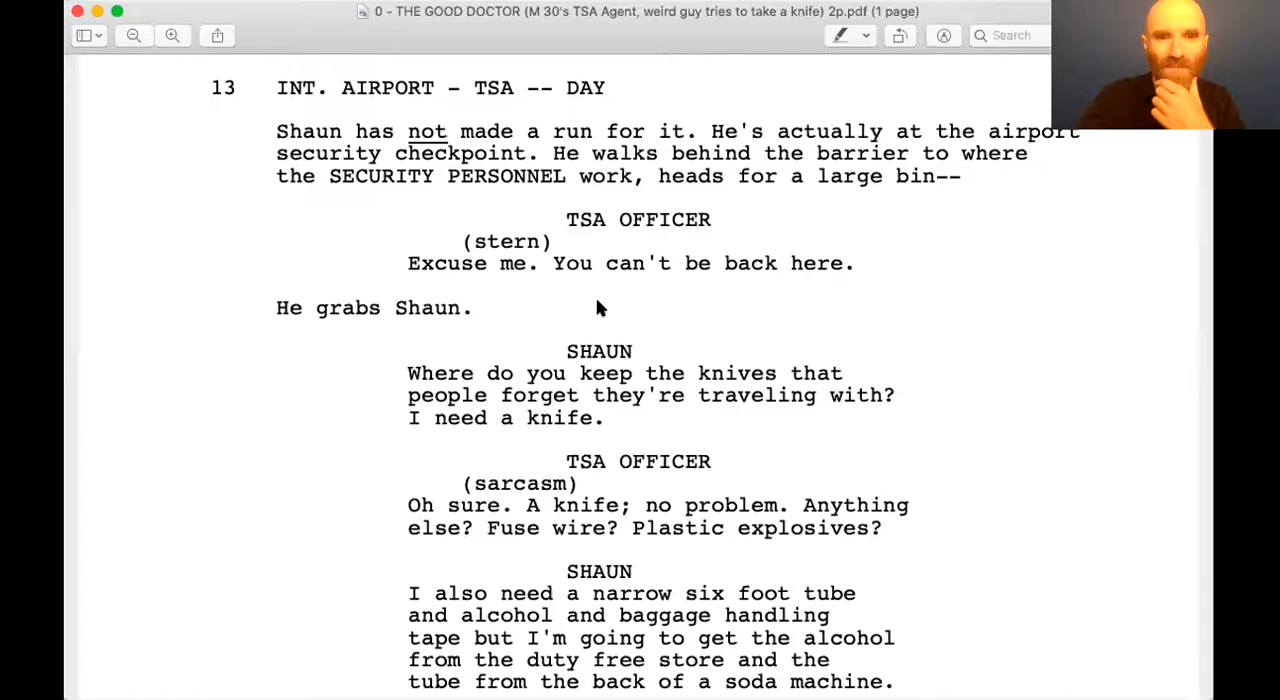 0 - THE GOOD DOCTOR (M 30's TSA Agent, weird guy tries to take a knife) 2p.pdf (1 page)
Search
13 INT. AIRPORT - TSA -- DAY
Shaun has not made a run for it. He's actually at the airport
security checkpoint. He walks behind the barrier to where
the SECURITY PERSONNEL work, heads for a large bin--
TSA OFFICER
(stern)
Excuse me. You can't be back here.
He grabs Shaun.
SHAUN
Where do you keep the knives that
people forget they're traveling with?
I need a knife.
TSA OFFICER
(sarcasm)
Oh sure. A knife; no problem. Anything
else? Fuse wire? Plastic explosives?
SHAUN
I also need a narrow six foot tube
and alcohol and baggage handling
tape but I'm going to get the alcohol
from the duty free store and the
tube from the back of a soda machine.